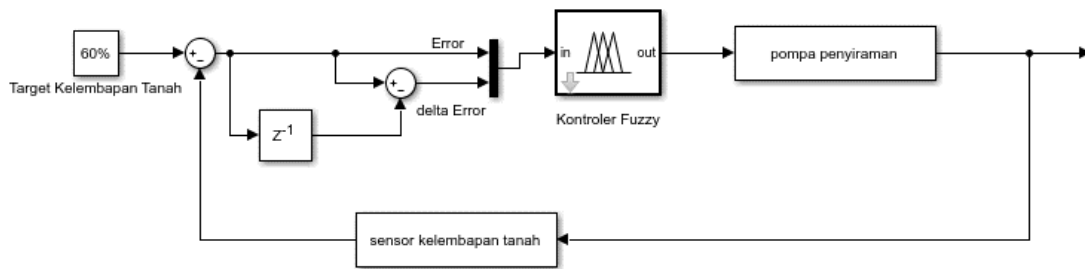 60%
Target Kelembapan Tanah
+
-
Error
+
-
delta Error
Z-1
in
out
Kontroler Fuzzy
pompa penyiraman
sensor kelembapan tanah